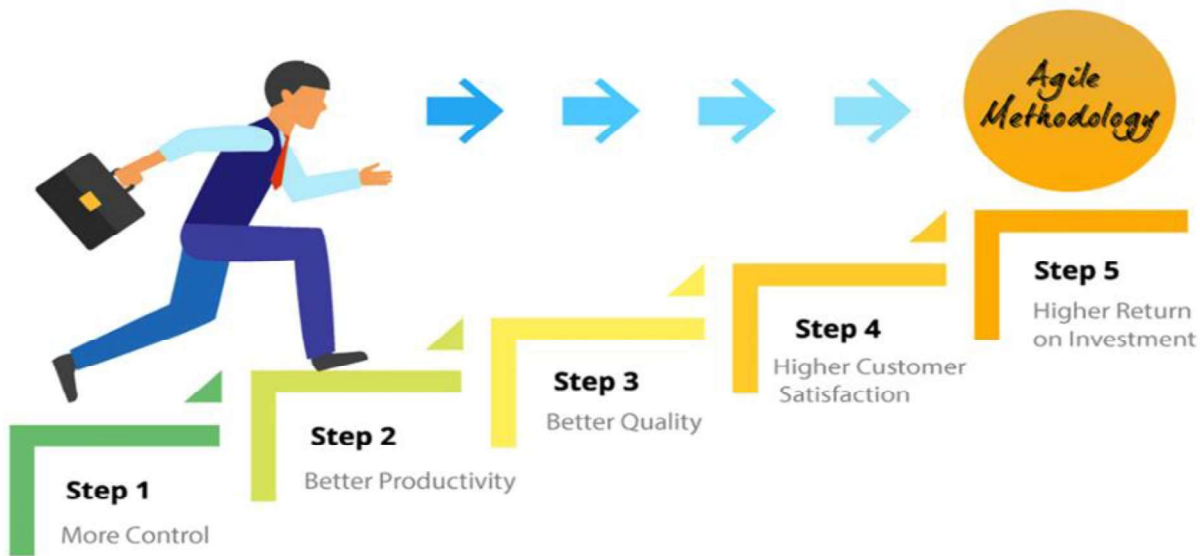 Agile
Methodology
Step 1
More Control
Step 2
Better Productivity
Step 3
Better Quality
Step 4
Higher Customer
Satisfaction
Step 5
Higher Return
on Investment